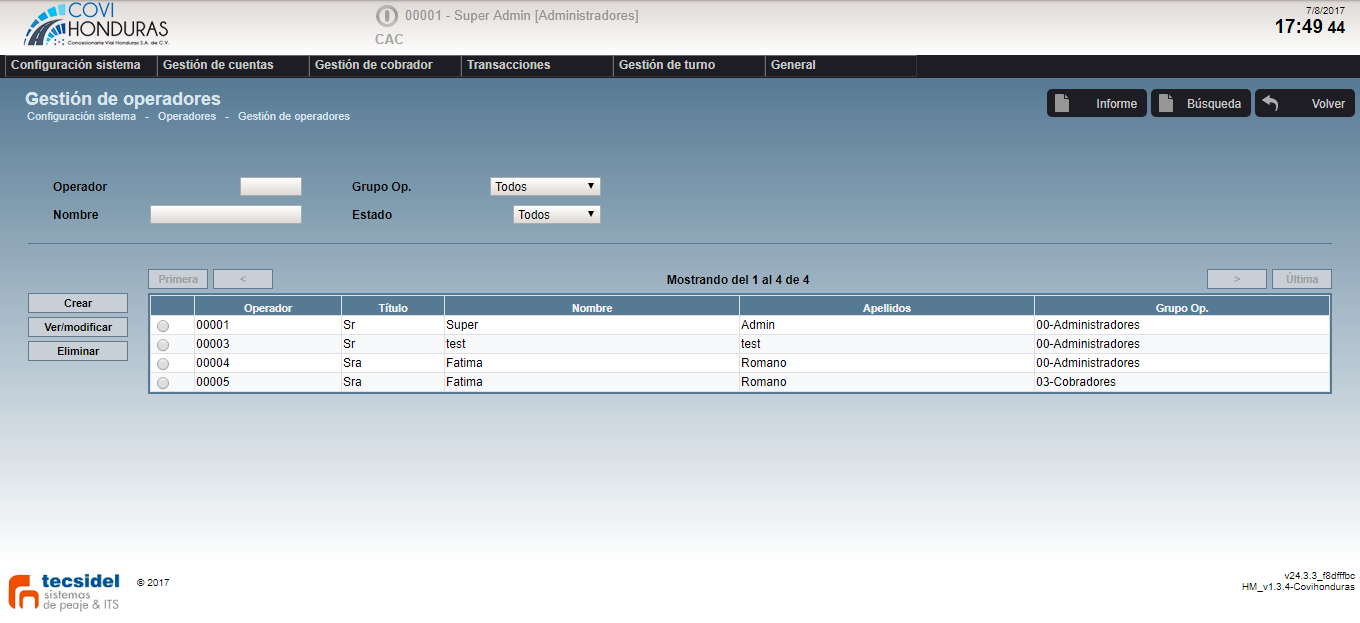 COVI
HONDURAS
Concesionaria Vial Honduras S.A. de C.V.
00001 - Super Admin [Administradores]
CAC
7/8/2017
17:49 44
Configuración sistema Gestión de cuentas Gestión de cobrador Transacciones Gestión de turno General
Gestión de operadores
Configuración sistema - Operadores - Gestión de operadores
Informe Búsqueda Volver
Operador Grupo Op. Todos
Nombre Estado Todos
Primera < Mostrando del 1 al 4 de 4 > Última
Crear
Ver/modificar
Eliminar
Operador Título Nombre Apellidos Grupo Op.
00001 Sr Super Admin 00-Administradores
00003 Sr test test 00-Administradores
00004 Sra Fatima Romano 00-Administradores
00005 Sra Fatima Romano 03-Cobradores
tecsidel
sistemas
de peaje & ITS
© 2017
v24.3.3_f8dfffbc
HM_v1.3.4-Covihonduras